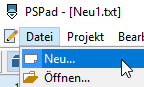 PSPad - [Neu1.txt]
Datei Projekt Bearb
Neu...
Öffnen...